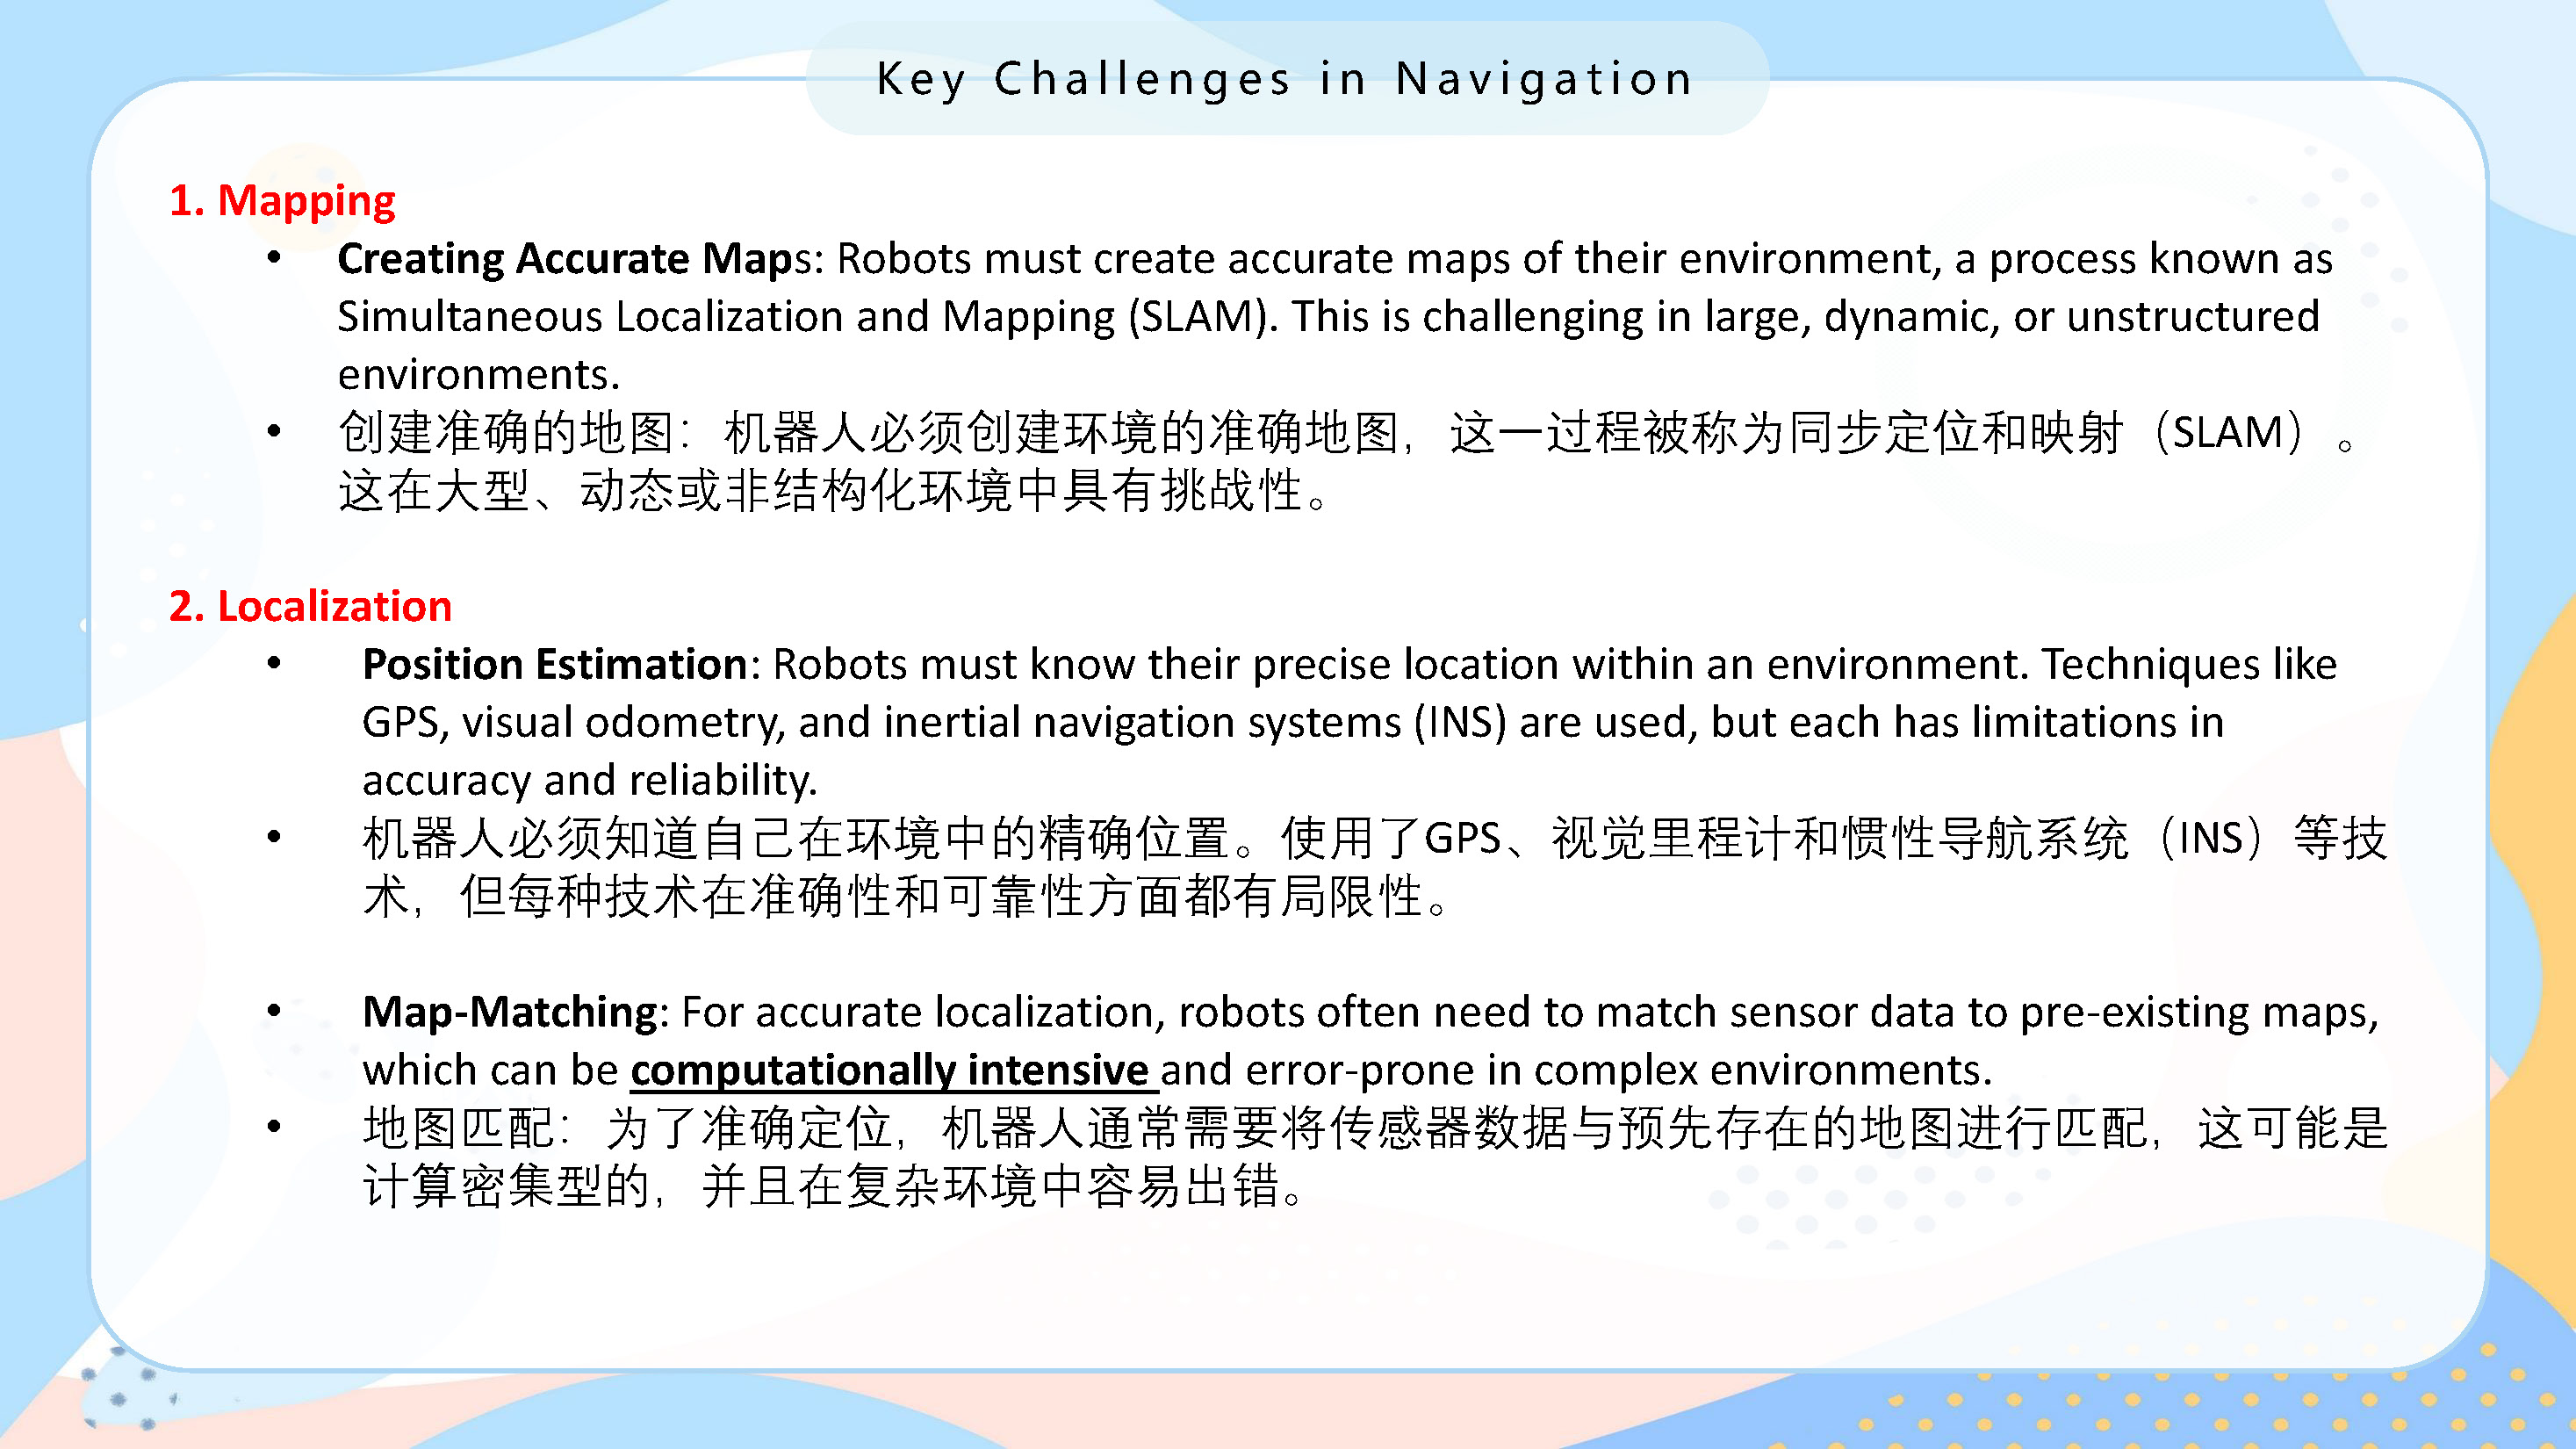 Key Challenges in Navigation
1. Mapping
• Creating Accurate Maps: Robots must create accurate maps of their environment, a process known as
Simultaneous Localization and Mapping (SLAM). This is challenging in large, dynamic, or unstructured
environments.
• 创建准确的地图：机器人必须创建环境的准确地图，这一过程被称为同步定位和映射（SLAM）。
这在大型、动态或非结构化环境中具有挑战性。
2. Localization
• Position Estimation: Robots must know their precise location within an environment. Techniques like
GPS, visual odometry, and inertial navigation systems (INS) are used, but each has limitations in
accuracy and reliability.
• 机器人必须知道自己在环境中的精确位置。使用了GPS、视觉里程计和惯性导航系统（INS）等技
术，但每种技术在准确性和可靠性方面都有局限性。
• Map-Matching: For accurate localization, robots often need to match sensor data to pre-existing maps,
which can be computationally intensive and error-prone in complex environments.
• 地图匹配：为了准确定位，机器人通常需要将传感器数据与预先存在的地图进行匹配，这可能是
计算密集型的，并且在复杂环境中容易出错。